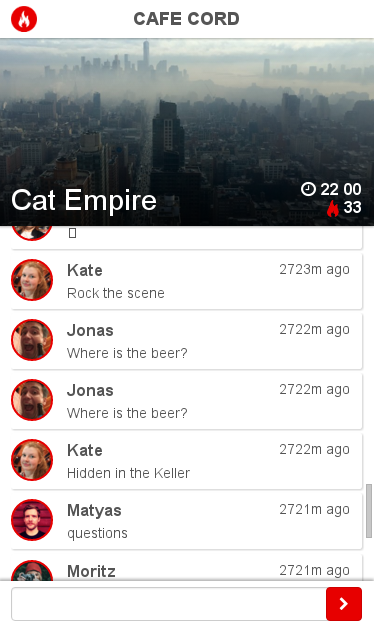 CAFE CORD
22 00
Cat Empire
33
Kate 2723m ago
Rock the scene
Jonas 2722m ago
Where is the beer?
Jonas 2722m ago
Where is the beer?
Kate 2722m ago
Hidden in the Keller
Matyas 2721m ago
questions
Moritz 2721m ago